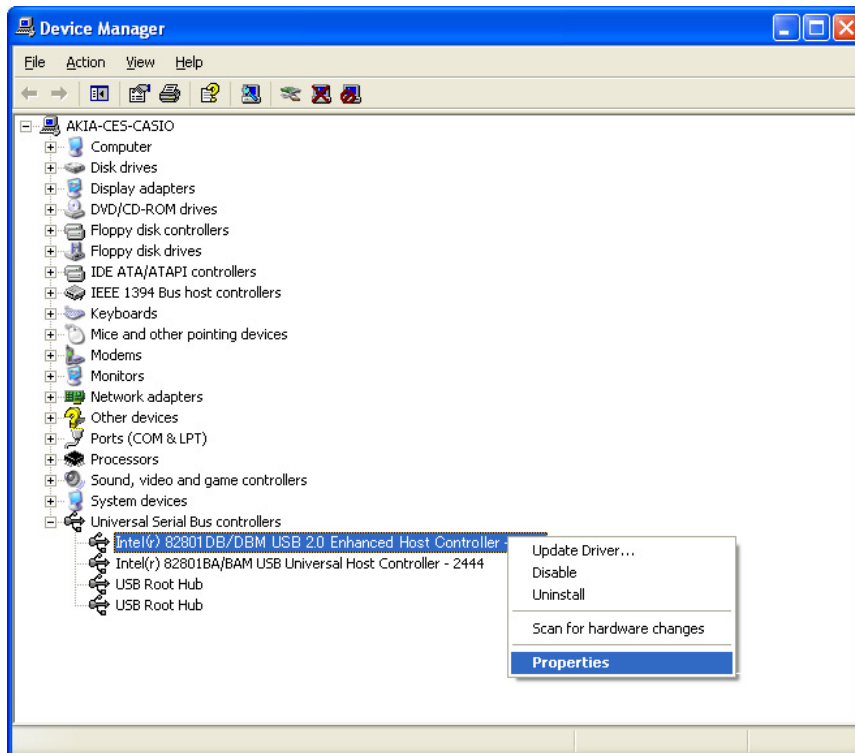 Device Manager
File Action View Help
AKIA-CES-CASIO
Computer
Disk drives
Display adapters
DVD/CD-ROM drives
Floppy disk controllers
Floppy disk drives
IDE ATA/ATAPI controllers
IEEE 1394 Bus host controllers
Keyboards
Mice and other pointing devices
Modems
Monitors
Network adapters
Other devices
Ports (COM & LPT)
Processors
Sound, video and game controllers
System devices
Universal Serial Bus controllers
Intel(r) 82801DB/DBM USB 2.0 Enhanced Host Controller -
Intel(r) 82801BA/BAM USB Universal Host Controller - 2444
USB Root Hub
USB Root Hub
Update Driver...
Disable
Uninstall
Scan for hardware changes
Properties